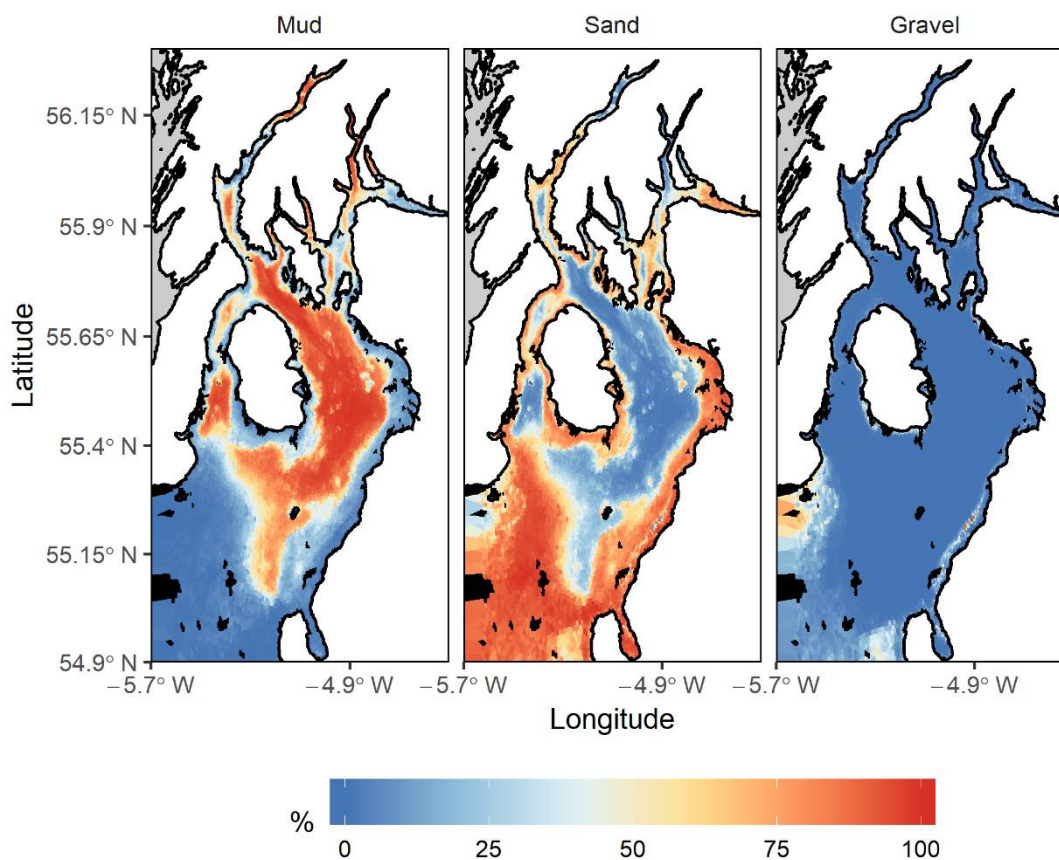 Mud Sand Gravel
56.15° N
55.9° N
55.65° N
55.4° N
55.15° N
54.9° N
Latitude
−5.7° W −4.9° W −5.7° W −4.9° W −5.7° W −4.9° W
Longitude
%
0 25 50 75 100